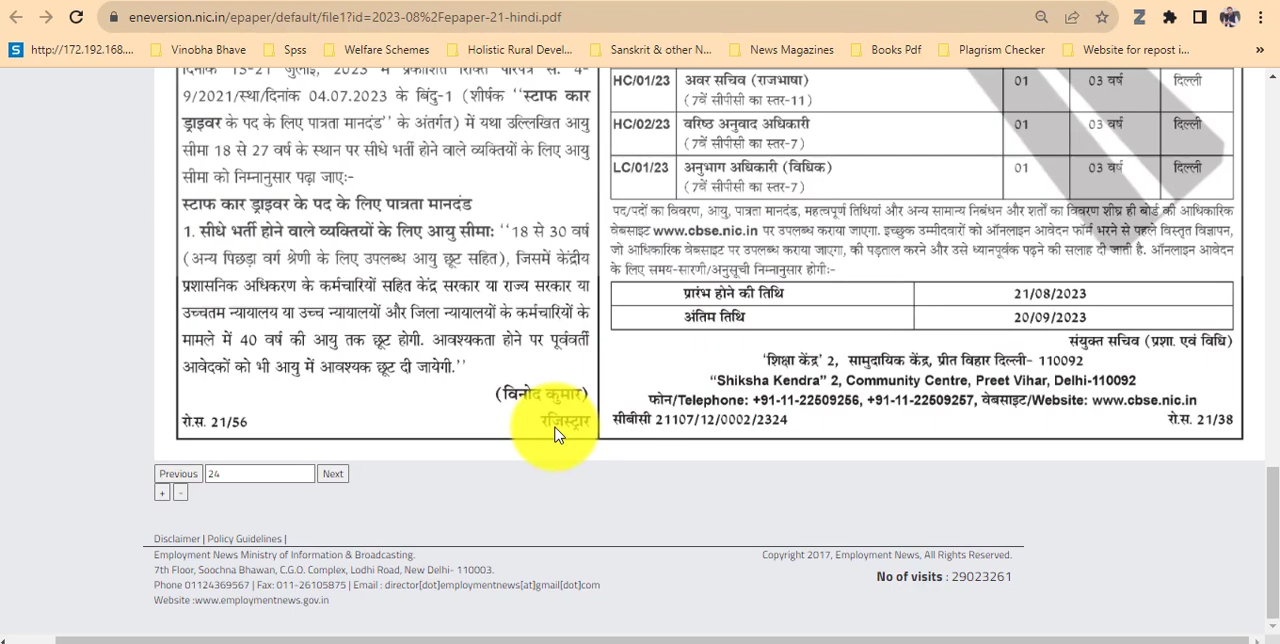 eneversion.nic.in/epaper/default/file1?id=2023-08%2Fepaper-21-hindi.pdf
http://172.192.168....
Vinobha Bhave
Spss
Welfare Schemes
Holistic Rural Devel...
Sanskrit & other N...
News Magazines
Books Pdf
Plagrism Checker
Website for repost i...
»
दिनांक 15-21 जुलाई, 2023 में प्रकाशित रिक्ति परिपत्र सं. 4-
9/2021/स्था/दिनांक 04.07.2023 के बिंदु-1 (शीर्षक ‘‘स्टाफ कार
ड्राइवर के पद के लिए पात्रता मानदंड’’ के अंतर्गत) में यथा उल्लिखित आयु
सीमा 18 से 27 वर्ष के स्थान पर सीधे भर्ती होने वाले व्यक्तियों के लिए आयु
सीमा को निम्नानुसार पढ़ा जाए:-
स्टाफ कार ड्राइवर के पद के लिए पात्रता मानदंड
1. सीधे भर्ती होने वाले व्यक्तियों के लिए आयु सीमा: ‘‘18 से 30 वर्ष
(अन्य पिछड़ा वर्ग श्रेणी के लिए उपलब्ध आयु छूट सहित), जिसमें केंद्रीय
प्रशासनिक अधिकरण के कर्मचारियों सहित केंद्र सरकार या राज्य सरकार या
उच्चतम न्यायालय या उच्च न्यायालयों और जिला न्यायालयों के कर्मचारियों के
मामले में 40 वर्ष की आयु तक छूट होगी. आवश्यकता होने पर पूर्ववर्ती
आवेदकों को भी आयु में आवश्यक छूट दी जायेगी.’’
(विनोद कुमार)
रजिस्ट्रार
रो.स. 21/56
HC/01/23 अवर सचिव (राजभाषा) 01 03 वर्ष दिल्ली
(7वें सीपीसी का स्तर-11)
HC/02/23 वरिष्ठ अनुवाद अधिकारी 01 03 वर्ष दिल्ली
(7वें सीपीसी का स्तर-7)
LC/01/23 अनुभाग अधिकारी (विधिक) 01 03 वर्ष दिल्ली
(7वें सीपीसी का स्तर-7)
पद/पदों का विवरण, आयु, पात्रता मानदंड, महत्वपूर्ण तिथियां और अन्य सामान्य निबंधन और शर्तों का विवरण शीघ्र ही बोर्ड की आधिकारिक
वेबसाइट www.cbse.nic.in पर उपलब्ध कराया जाएगा. इच्छुक उम्मीदवारों को ऑनलाइन आवेदन फॉर्म भरने से पहले विस्तृत विज्ञापन,
जो आधिकारिक वेबसाइट पर उपलब्ध कराया जाएगा, की पड़ताल करने और उसे ध्यानपूर्वक पढ़ने की सलाह दी जाती है. ऑनलाइन आवेदन
के लिए समय-सारणी/अनुसूची निम्नानुसार होगी:-
प्रारंभ होने की तिथि 21/08/2023
अंतिम तिथि 20/09/2023
संयुक्त सचिव (प्रशा. एवं विधि)
'शिक्षा केंद्र' 2, सामुदायिक केंद्र, प्रीत विहार दिल्ली- 110092
“Shiksha Kendra” 2, Community Centre, Preet Vihar, Delhi-110092
फोन/Telephone: +91-11-22509256, +91-11-22509257, वेबसाइट/Website: www.cbse.nic.in
सीबीसी 21107/12/0002/2324 रो.स. 21/38
Previous 24 Next
+ -
Disclaimer | Policy Guidelines |
Employment News Ministry of Information & Broadcasting.
7th Floor, Soochna Bhawan, C.G.O. Complex, Lodhi Road, New Delhi- 110003.
Phone 01124369567 | Fax: 011-26105875 | Email : director[dot]employmentnews[at]gmail[dot]com
Website :www.employmentnews.gov.in
Copyright 2017, Employment News, All Rights Reserved.
No of visits : 29023261